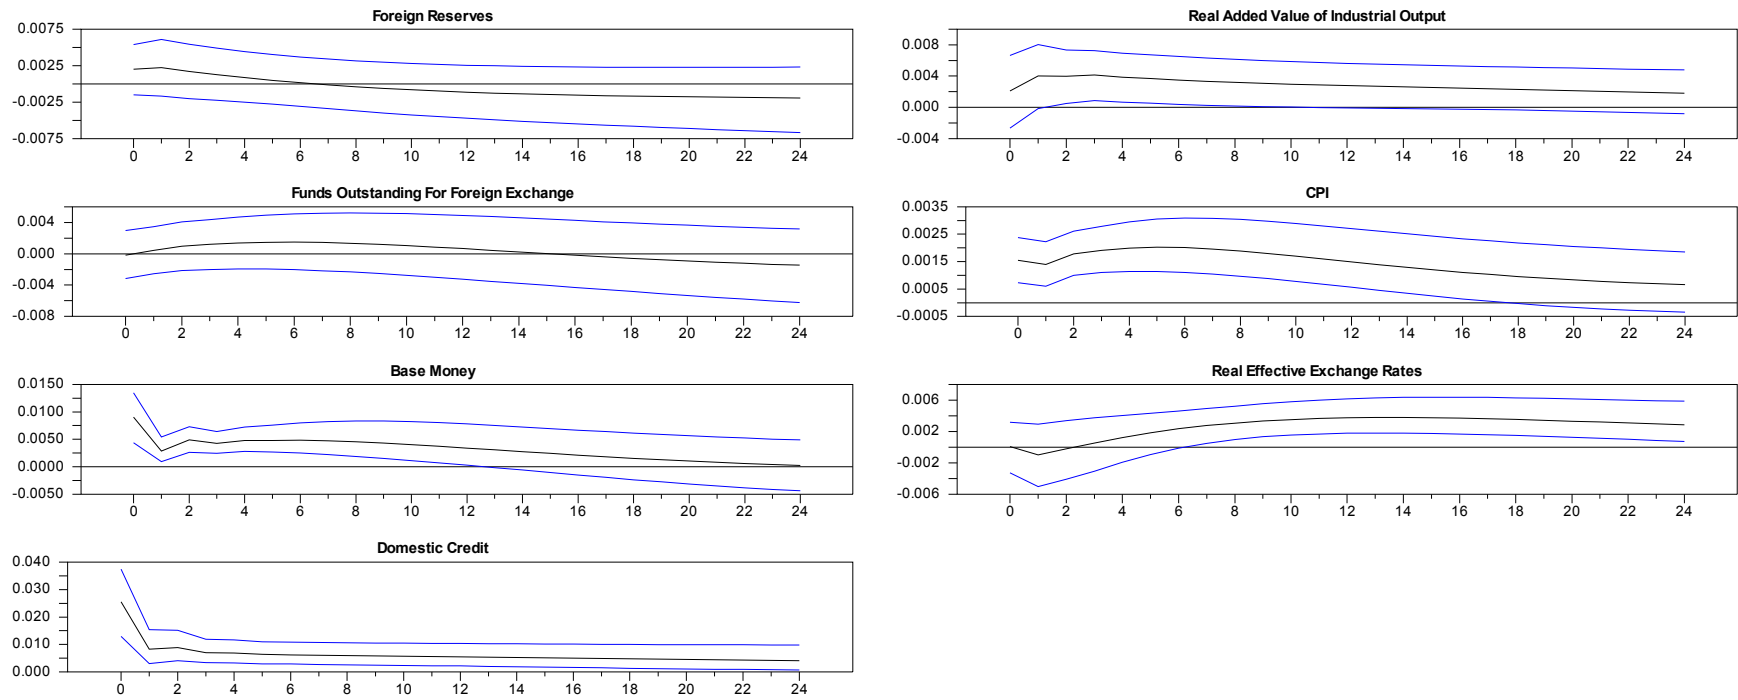 Foreign Reserves
0.0075
0.0025
-0.0025
-0.0075
0 2 4 6 8 10 12 14 16 18 20 22 24
Funds Outstanding For Foreign Exchange
0.004
0.000
-0.004
-0.008
0 2 4 6 8 10 12 14 16 18 20 22 24
Base Money
0.0150
0.0100
0.0050
0.0000
-0.0050
0 2 4 6 8 10 12 14 16 18 20 22 24
Domestic Credit
0.040
0.030
0.020
0.010
0.000
0 2 4 6 8 10 12 14 16 18 20 22 24
Real Added Value of Industrial Output
0.008
0.004
0.000
-0.004
0 2 4 6 8 10 12 14 16 18 20 22 24
CPI
0.0035
0.0025
0.0015
0.0005
-0.0005
0 2 4 6 8 10 12 14 16 18 20 22 24
Real Effective Exchange Rates
0.006
0.002
-0.002
-0.006
0 2 4 6 8 10 12 14 16 18 20 22 24